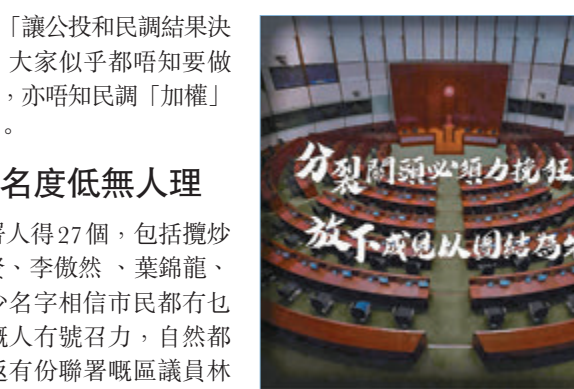 「讓公投和民調結果決
大家似乎都唔知要做
，亦唔知民調「加權」
。
名度低無人理
署人得27個，包括攬炒
、李傲然、葉錦龍、
少名字相信市民都冇乜
嘅人冇號召力，自然都
返有份聯署嘅區議員林
分裂關頭必須力挽狂
放下成見以團結為先